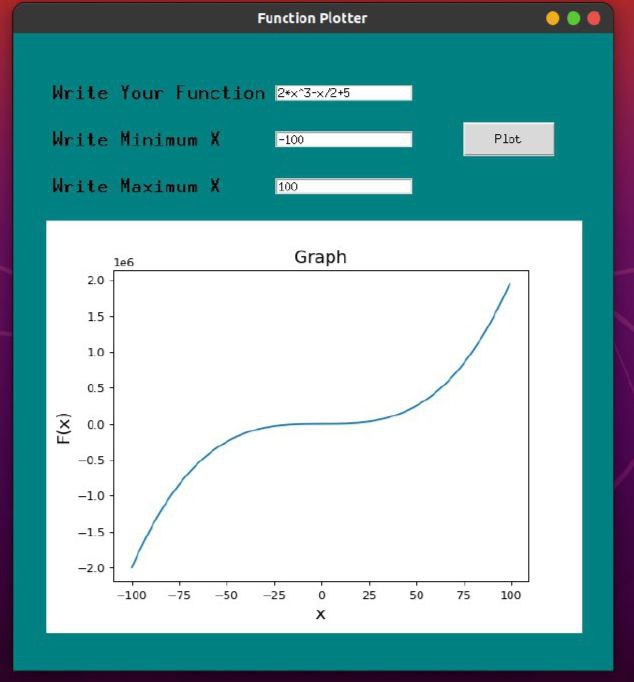 Function Plotter
Write Your Function 2*x^3-x/2+5
Write Minimum X -100
Plot
Write Maximum X 100
Graph
1e6
2.0
1.5
1.0
0.5
0.0
−0.5
−1.0
−1.5
−2.0
F(x)
−100 −75 −50 −25 0 25 50 75 100
x